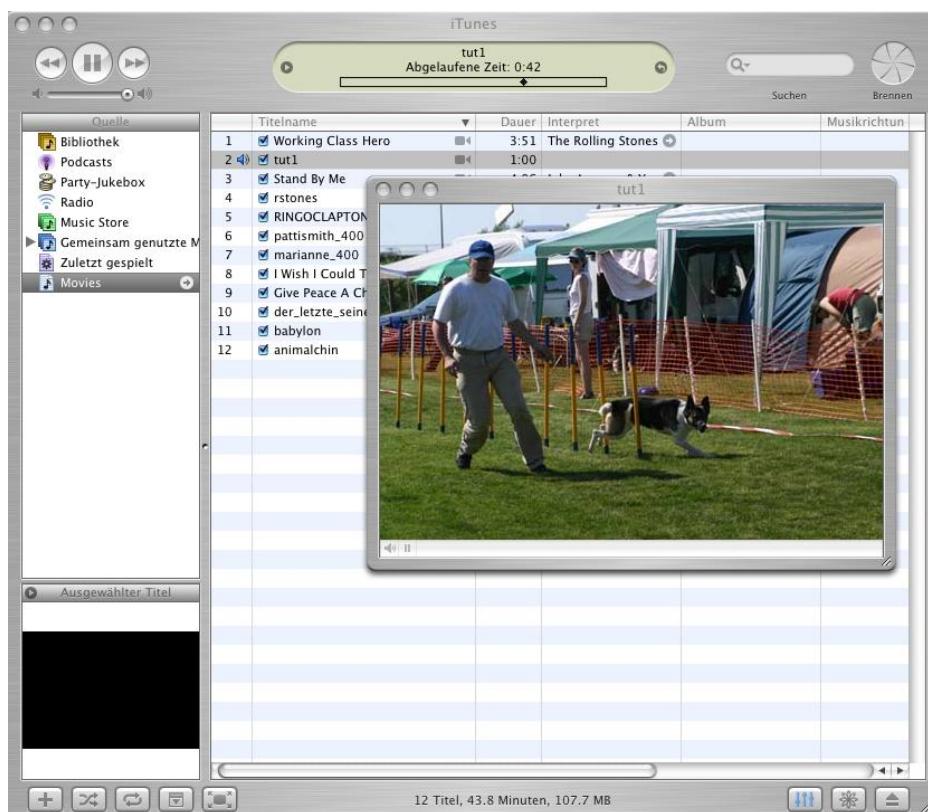 iTunes
tut1
Abgelaufene Zeit: 0:42
Suchen
Brennen
Quelle
Bibliothek
Podcasts
Party-Jukebox
Radio
Music Store
Gemeinsam genutzte M
Zuletzt gespielt
Movies
Titelname Dauer Interpret Album Musikrichtun
1 Working Class Hero 3:51 The Rolling Stones
2 tut1 1:00
3 Stand By Me
4 rstones
5 RINGOCLAPTON
6 pattismith_400
7 marianne_400
8 I Wish I Could T
9 Give Peace A Ch
10 der_letzte_seine
11 babylon
12 animalchin
tut1
Ausgewählter Titel
12 Titel, 43.8 Minuten, 107.7 MB